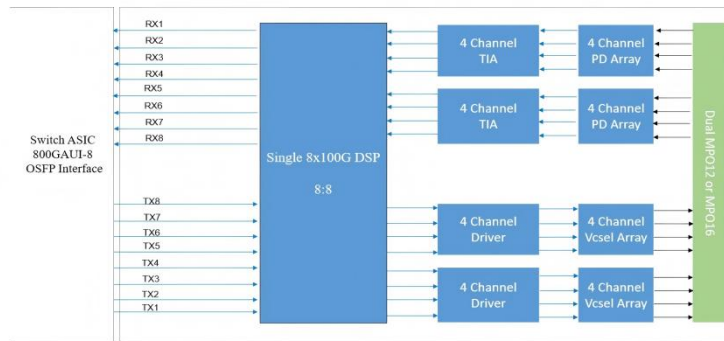 Switch ASIC
800GAUI-8
OSFP Interface
RX1
RX2
RX3
RX4
RX5
RX6
RX7
RX8
TX8
TX7
TX6
TX5
TX4
TX3
TX2
TX1
Single 8x100G DSP
8:8
4 Channel
TIA
4 Channel
PD Array
4 Channel
TIA
4 Channel
PD Array
4 Channel
Driver
4 Channel
Vcsel Array
4 Channel
Driver
4 Channel
Vcsel Array
Dual MPO12 or MPO16